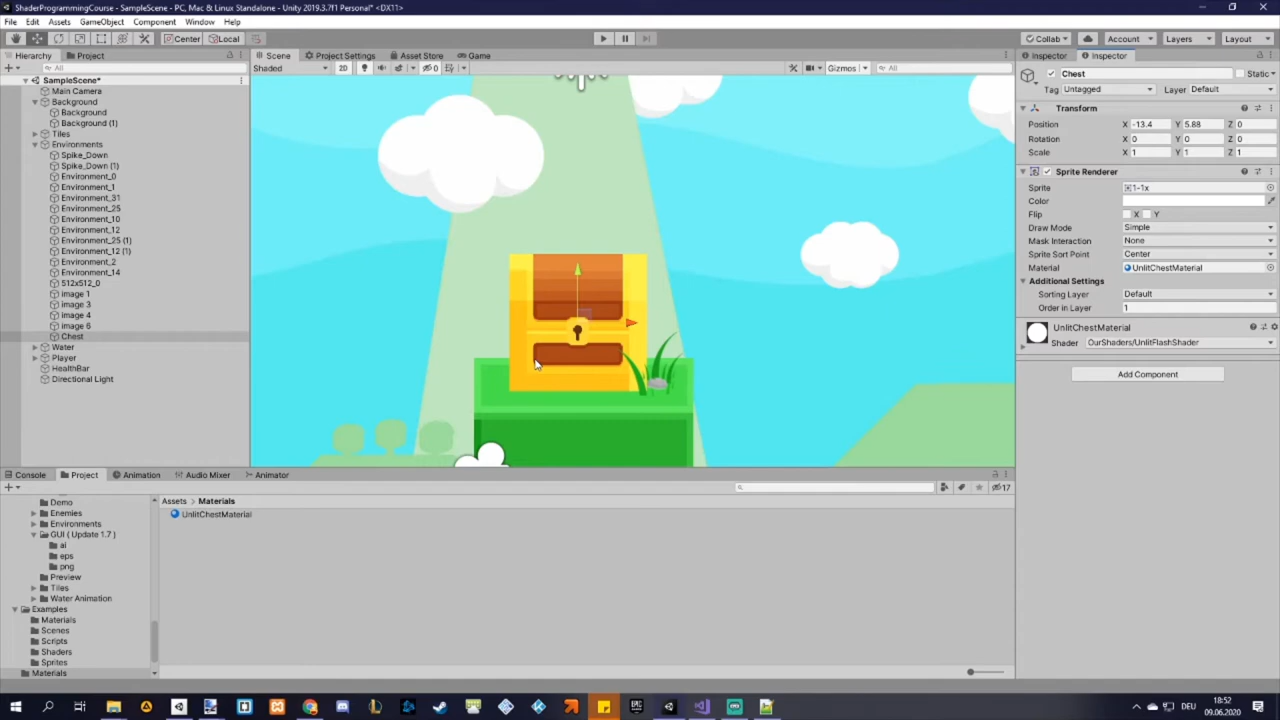 ShaderProgrammingCourse - SampleScene - PC, Mac & Linux Standalone - Unity 2019.3.7f1 Personal* <DX11>
File Edit Assets GameObject Component Window Help
Center Local Collab Account Layers Layout
Hierarchy Project Scene Project Settings Asset Store Game Inspector Inspector
All Shaded 2D 0 Gizmos All
SampleScene*
Main Camera
Background
Background
Background (1)
Tiles
Environments
Spike_Down
Spike_Down (1)
Environment_0
Environment_1
Environment_31
Environment_25
Environment_10
Environment_12
Environment_25 (1)
Environment_12 (1)
Environment_2
Environment_14
512x512_0
image 1
image 3
image 4
image 6
Chest
Water
Player
HealthBar
Directional Light
Chest Static
Tag Untagged Layer Default
Transform
Position X -13.4 Y 5.88 Z 0
Rotation X 0 Y 0 Z 0
Scale X 1 Y 1 Z 1
Sprite Renderer
Sprite 1-1x
Color
Flip X Y
Draw Mode Simple
Mask Interaction None
Sprite Sort Point Center
Material UnlitChestMaterial
Additional Settings
Sorting Layer Default
Order in Layer 1
UnlitChestMaterial
Shader OurShaders/UnlitFlashShader
Add Component
Console Project Animation Audio Mixer Animator
17
Demo
Enemies
Environments
GUI ( Update 1.7 )
ai
eps
png
Preview
Tiles
Water Animation
Examples
Materials
Scenes
Scripts
Shaders
Sprites
Materials
Assets > Materials
UnlitChestMaterial
DEU
18:52
09.06.2020